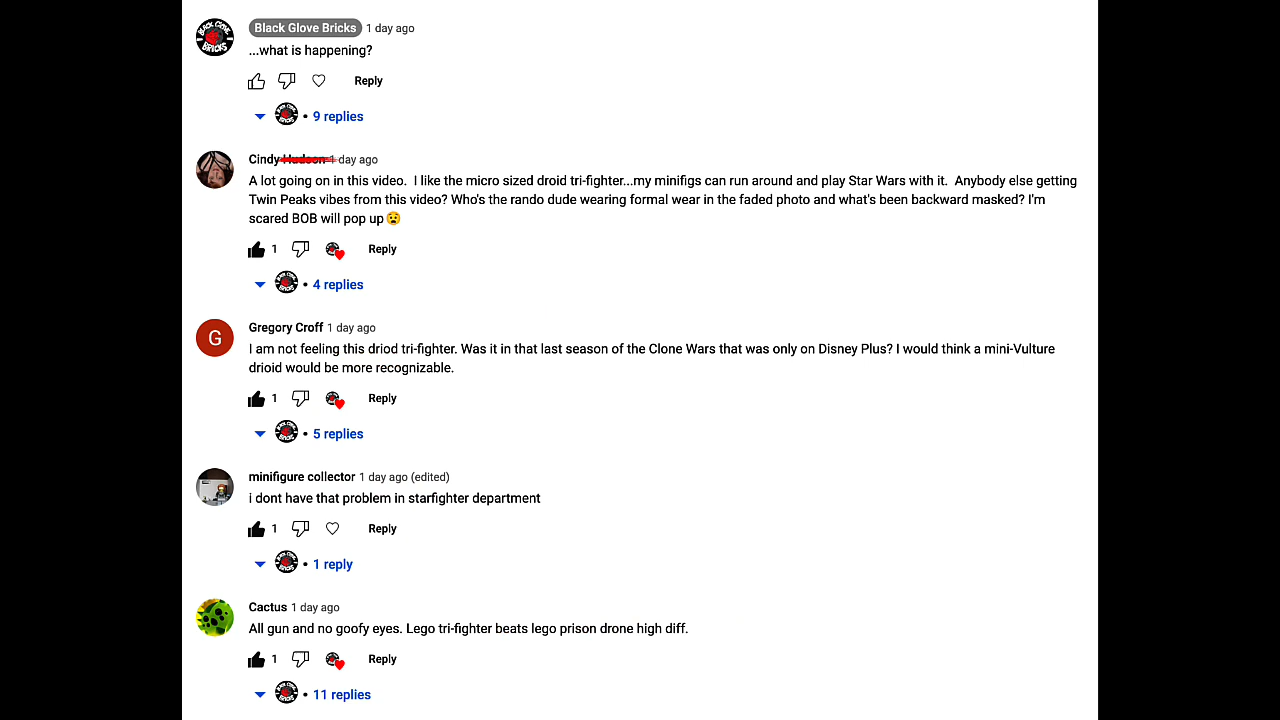 Black Glove Bricks 1 day ago
...what is happening?
Reply
9 replies
Cindy Hudson 1 day ago
A lot going on in this video.  I like the micro sized droid tri-fighter...my minifigs can run around and play Star Wars with it.  Anybody else getting
Twin Peaks vibes from this video? Who's the rando dude wearing formal wear in the faded photo and what's been backward masked? I'm
scared BOB will pop up😧
1 Reply
4 replies
G
Gregory Croff 1 day ago
I am not feeling this driod tri-fighter. Was it in that last season of the Clone Wars that was only on Disney Plus? I would think a mini-Vulture
drioid would be more recognizable.
1 Reply
5 replies
minifigure collector 1 day ago (edited)
i dont have that problem in starfighter department
1 Reply
1 reply
Cactus 1 day ago
All gun and no goofy eyes. Lego tri-fighter beats lego prison drone high diff.
1 Reply
11 replies